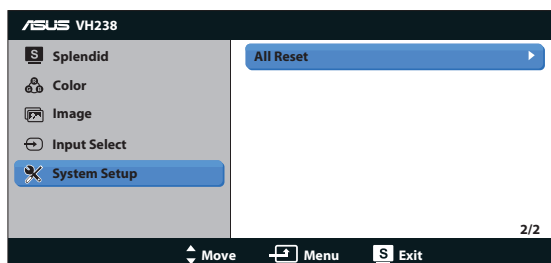 ASUS VH238
S Splendid
Color
Image
Input Select
System Setup
All Reset
2/2
Move Menu S Exit